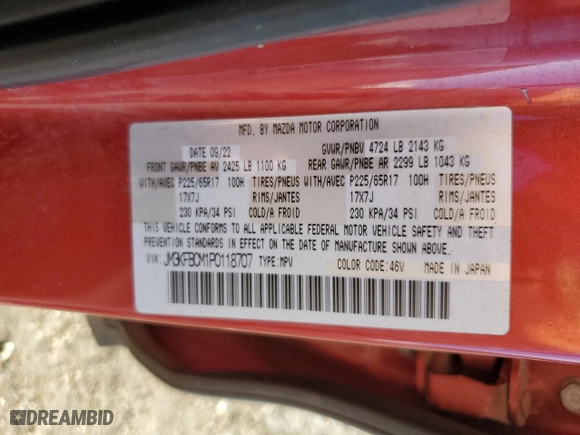 MFD. BY MAZDA MOTOR CORPORATION
DATE 09/22 GVWR/PNBV 4724 LB 2143 KG
FRONT GAWR/PNBE AV 2425 LB 1100 KG REAR GAWR/PNBE AR 2299 LB 1043 KG
WITH/AVEC P225/65R17 100H TIRES/PNEUS WITH/AVEC P225/65R17 100H TIRES/PNEUS
17X7J RIMS/JANTES 17X7J RIMS/JANTES
230 KPA/34 PSI COLD/A FROID 230 KPA/34 PSI COLD/A FROID
THIS VEHICLE CONFORMS TO ALL APPLICABLE FEDERAL MOTOR VEHICLE SAFETY AND THEFT
PREVENTION STANDARDS IN EFFECT ON THE DATE OF MANUFACTURE SHOWN ABOVE.
VIN: JM3KFBCM1P0118707 TYPE: MPV COLOR CODE: 46V MADE IN JAPAN
DREAMBID